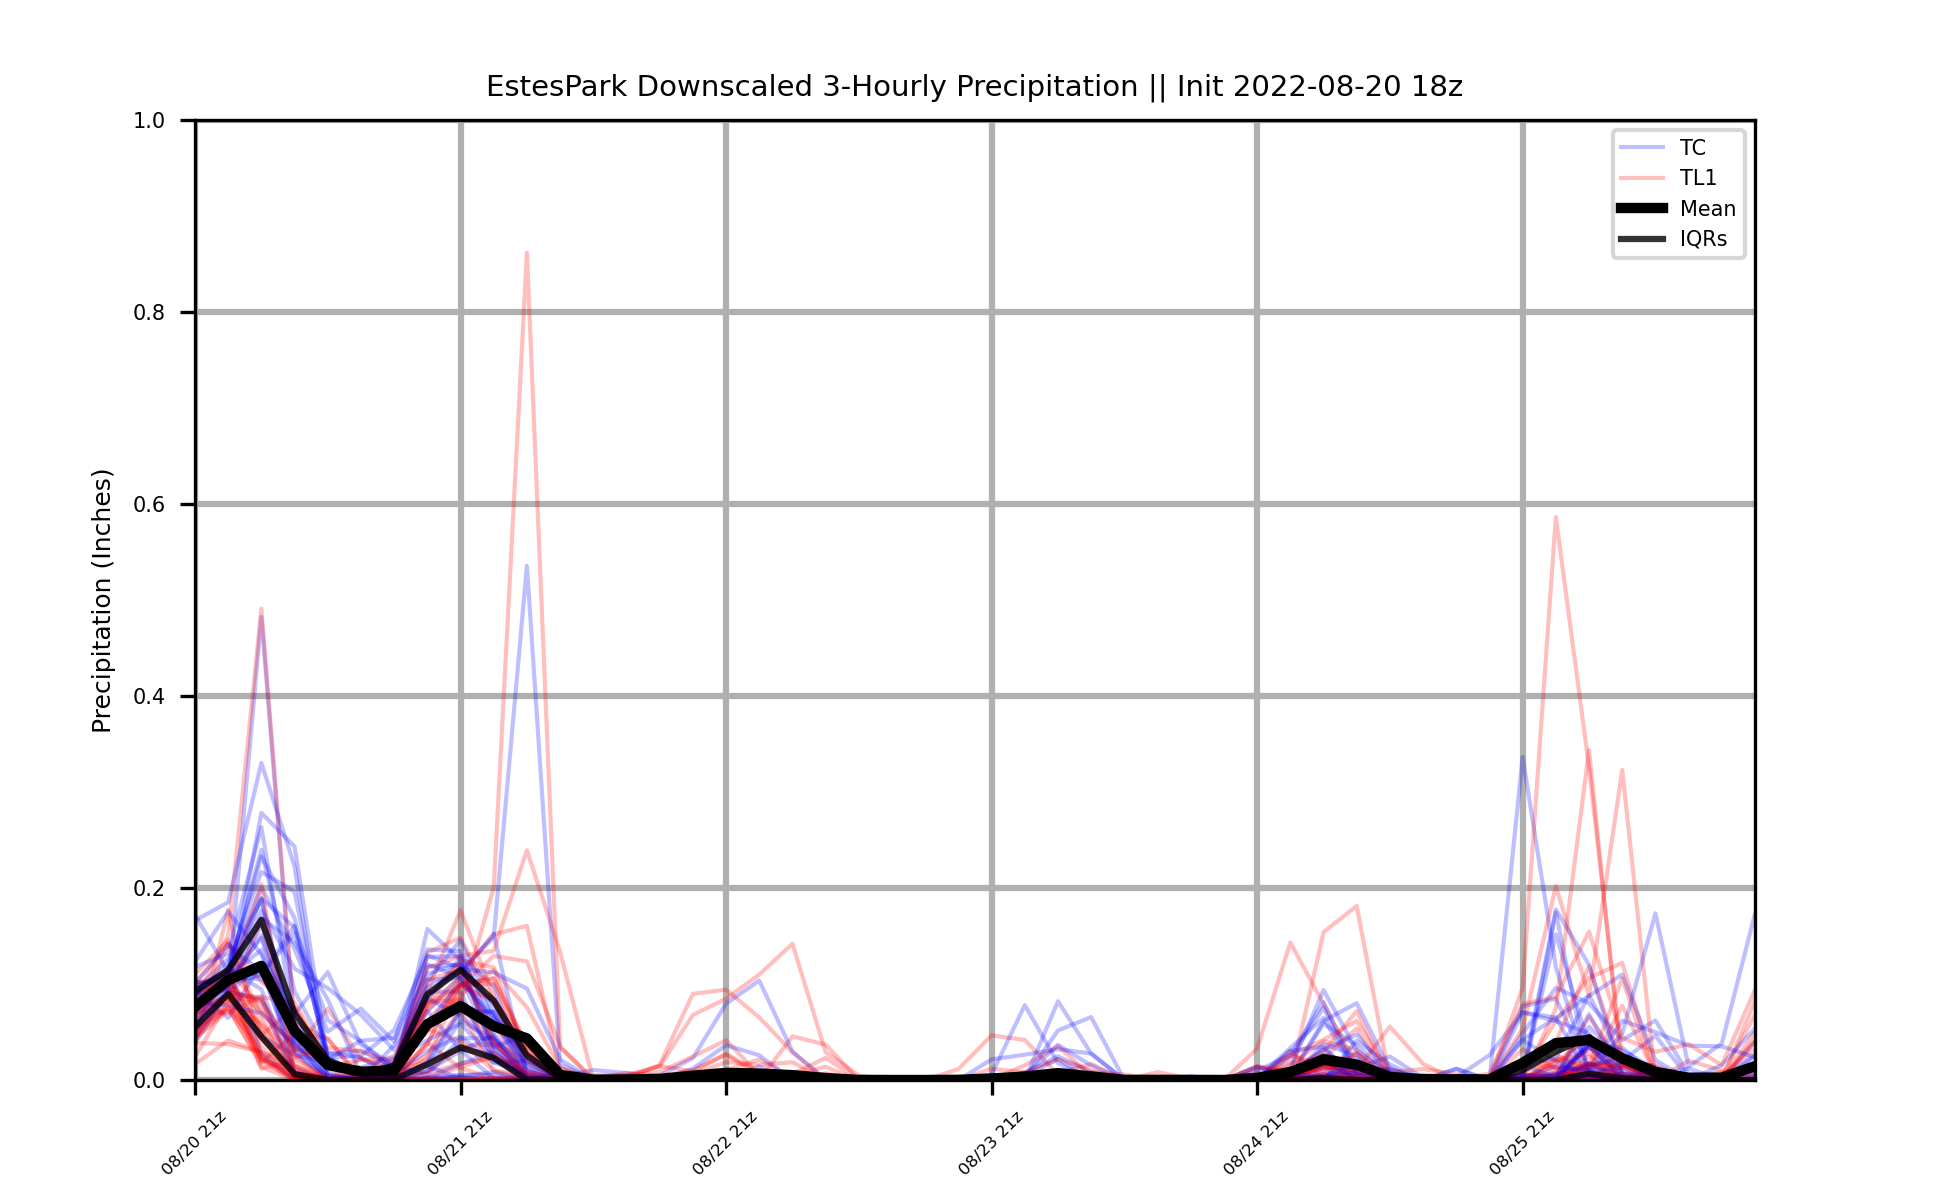 EstesPark Downscaled 3-Hourly Precipitation || Init 2022-08-20 18z
Precipitation (Inches)
1.0
0.8
0.6
0.4
0.2
0.0
TC
TL1
Mean
IQRs
08/20 21z
08/21 21z
08/22 21z
08/23 21z
08/24 21z
08/25 21z